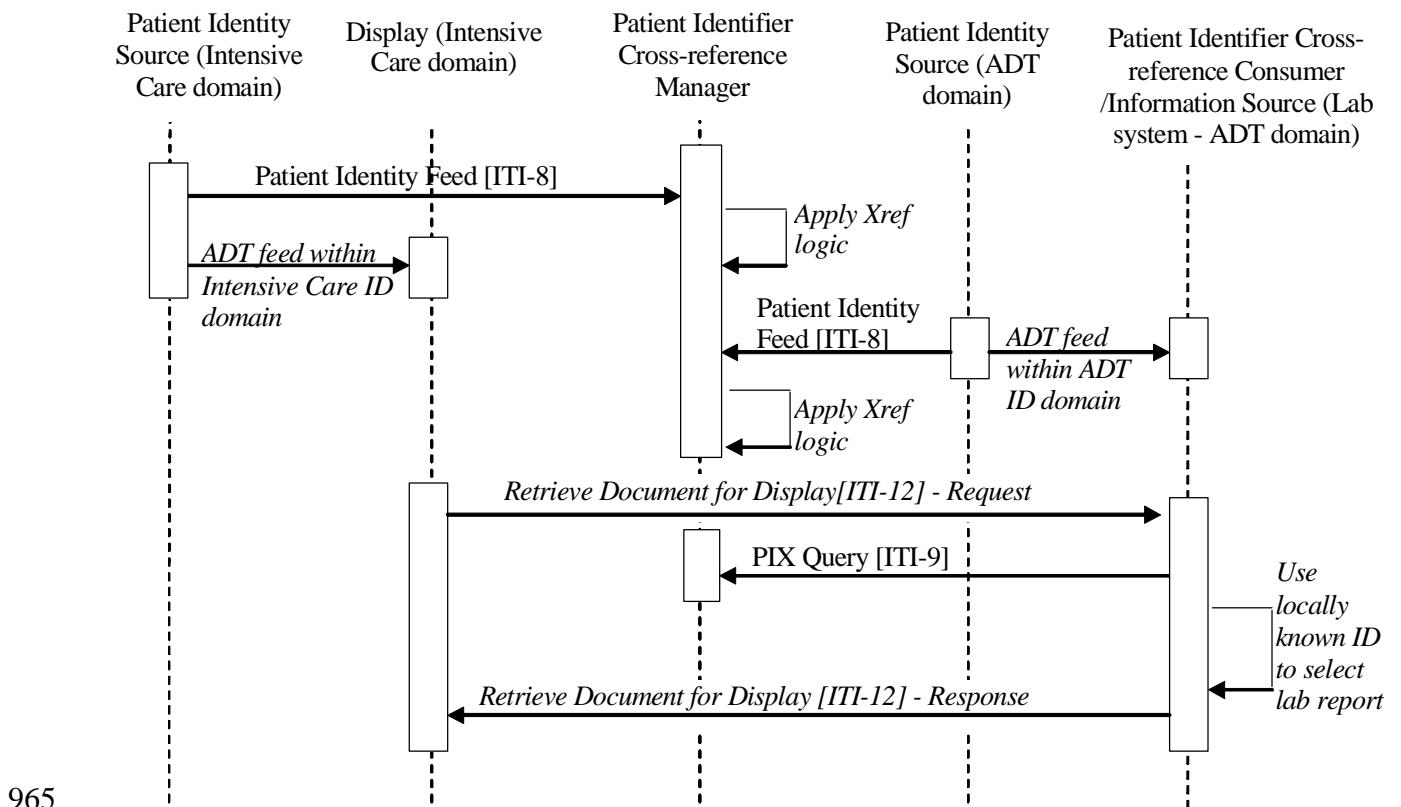 Patient Identity
Source (Intensive
Care domain)
Display (Intensive
Care domain)
Patient Identifier
Cross-reference
Manager
Patient Identity
Source (ADT
domain)
Patient Identifier Cross-
reference Consumer
/Information Source (Lab
system - ADT domain)
Patient Identity Feed [ITI-8]
Apply Xref
logic
ADT feed within
Intensive Care ID
domain
Patient Identity
Feed [ITI-8]
ADT feed
within ADT
ID domain
Apply Xref
logic
Retrieve Document for Display[ITI-12] - Request
PIX Query [ITI-9]
Use
locally
known ID
to select
lab report
Retrieve Document for Display [ITI-12] - Response
965